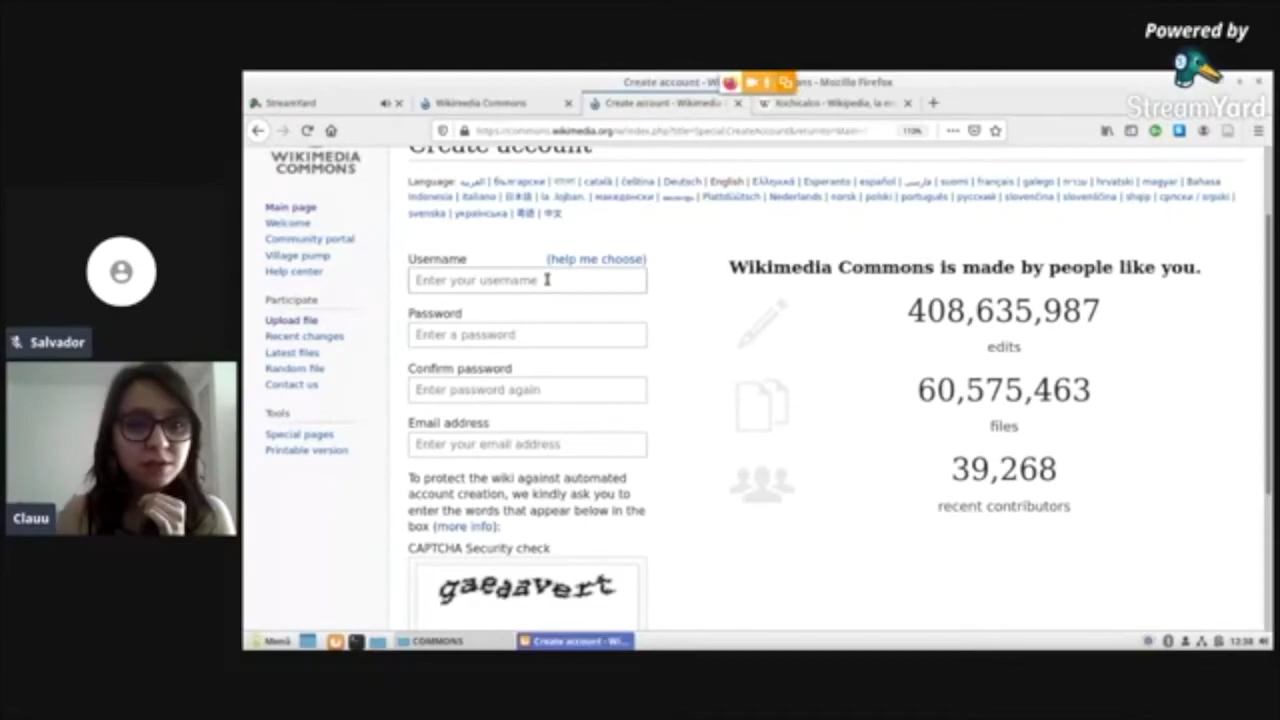 Powered by
StreamYard
Create account - Wi
ons - Mozilla Firefox
StreamYard
Wikimedia Commons
Create account - Wikimedia
Xochicalco - Wikipedia, la en
110%
WIKIMEDIA
COMMONS
Create account
Language: العربية | български | বাংলা | català | čeština | Deutsch | English | Ελληνικά | Esperanto | español | فارسی | suomi | français | galego | עברית | hrvatski | magyar | Bahasa
Indonesia | italiano | 日本語 | la .lojban. | македонски | | Plattdüütsch | Nederlands | norsk | polski | português | русский | slovenčina | slovenščina | shqip | српски / srpski |
svenska | українська | 粵語 | 中文
Main page
Welcome
Community portal
Village pump
Help center
Participate
Upload file
Recent changes
Latest files
Random file
Contact us
Tools
Special pages
Printable version
Username (help me choose)
Enter your username
Password
Enter a password
Confirm password
Enter password again
Email address
Enter your email address
To protect the wiki against automated
account creation, we kindly ask you to
enter the words that appear below in the
box (more info):
CAPTCHA Security check
gaedavert
Wikimedia Commons is made by people like you.
408,635,987
edits
60,575,463
files
39,268
recent contributors
Salvador
Clauu
Menú
COMMONS
Create account - Wi...
12:38